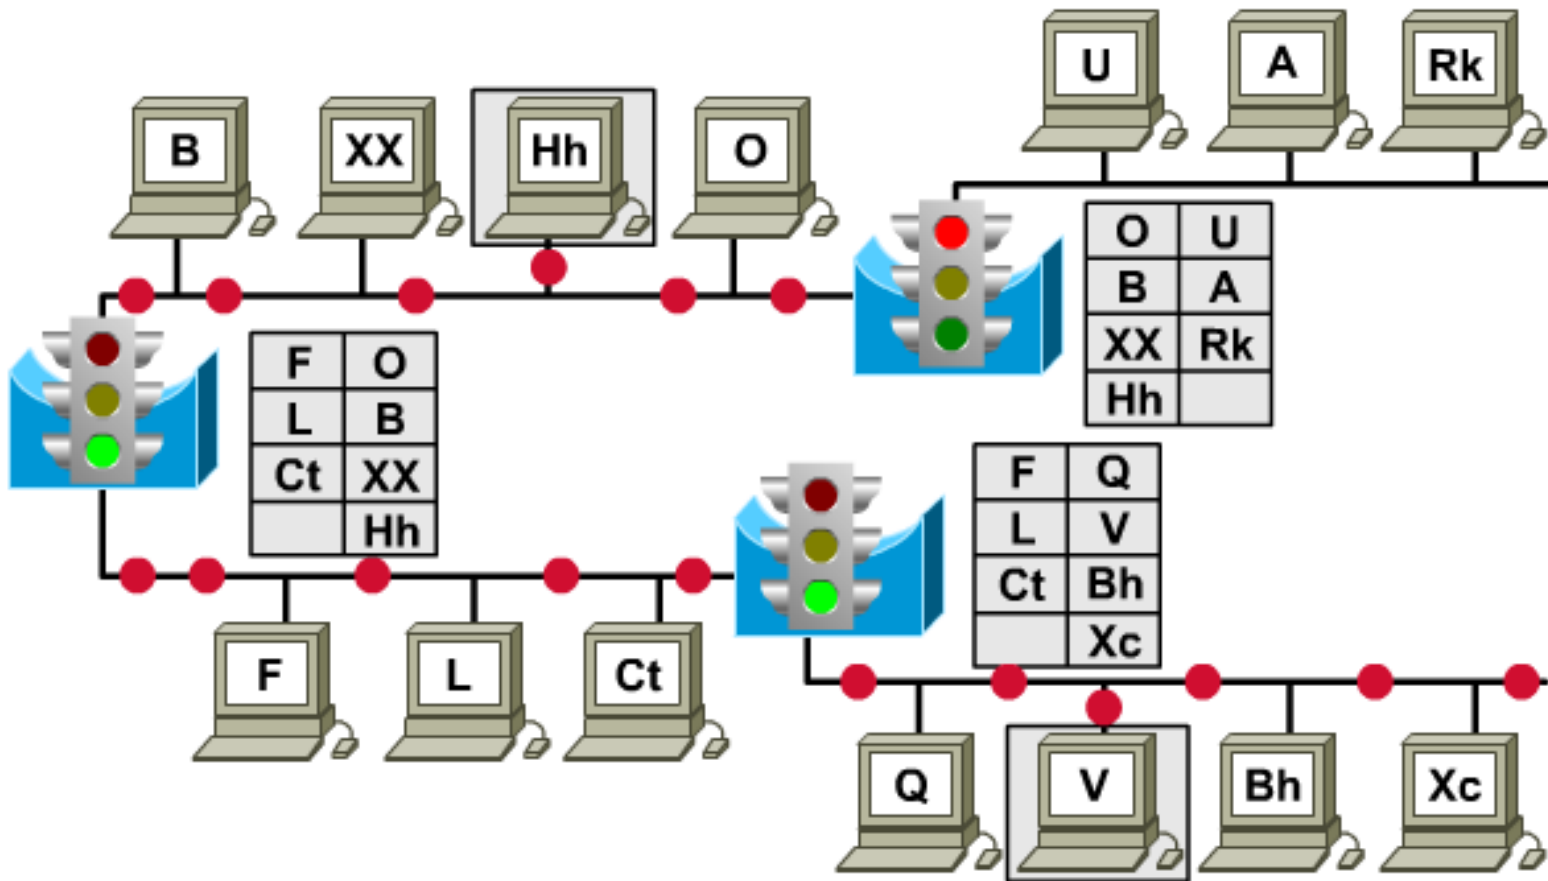 U A Rk
B XX Hh O
O U
B A
XX Rk
Hh
F O
L B
Ct XX
Hh
F Q
L V
Ct Bh
Xc
F L Ct
Q V Bh Xc